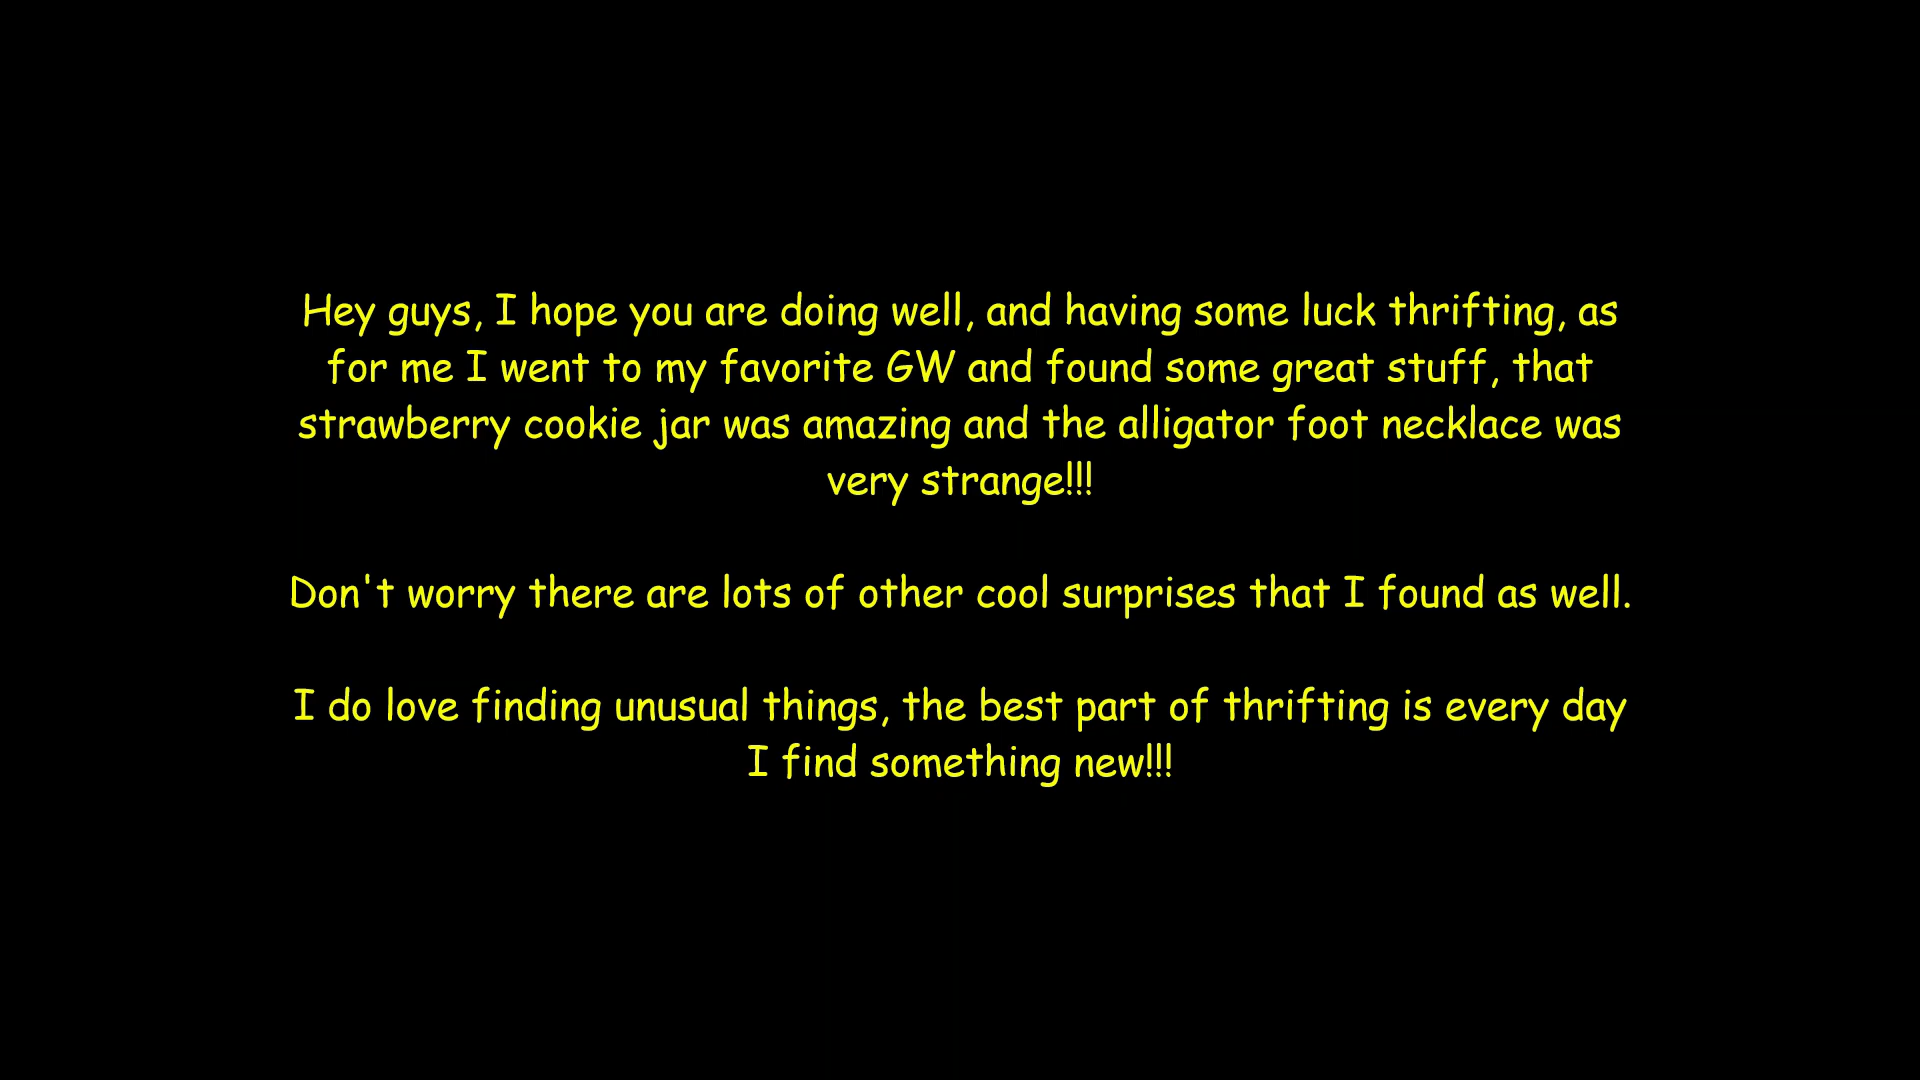 Hey guys, I hope you are doing well, and having some luck thrifting, as
for me I went to my favorite GW and found some great stuff, that
strawberry cookie jar was amazing and the alligator foot necklace was
very strange!!!
Don't worry there are lots of other cool surprises that I found as well.
I do love finding unusual things, the best part of thrifting is every day
I find something new!!!